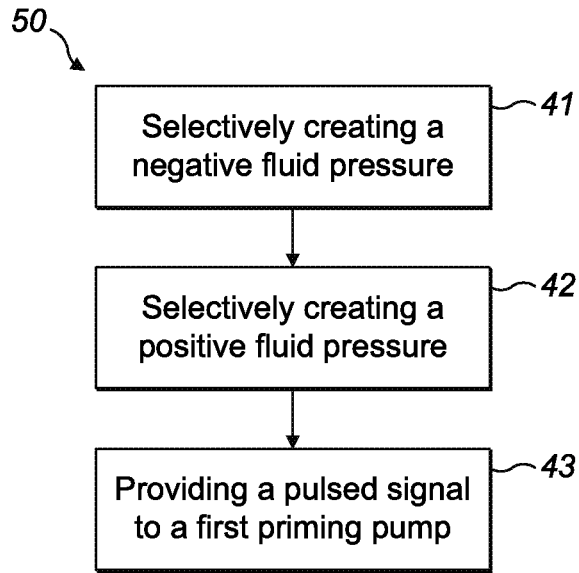 50
41
Selectively creating a
negative fluid pressure
42
Selectively creating a
positive fluid pressure
43
Providing a pulsed signal
to a first priming pump